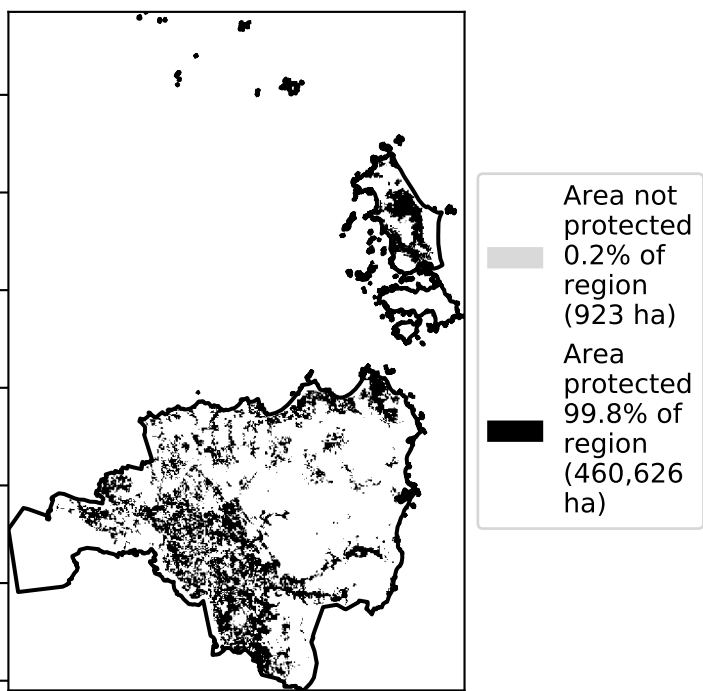 Area not
protected
0.2% of
region
(923 ha)
Area
protected
99.8% of
region
(460,626
ha)